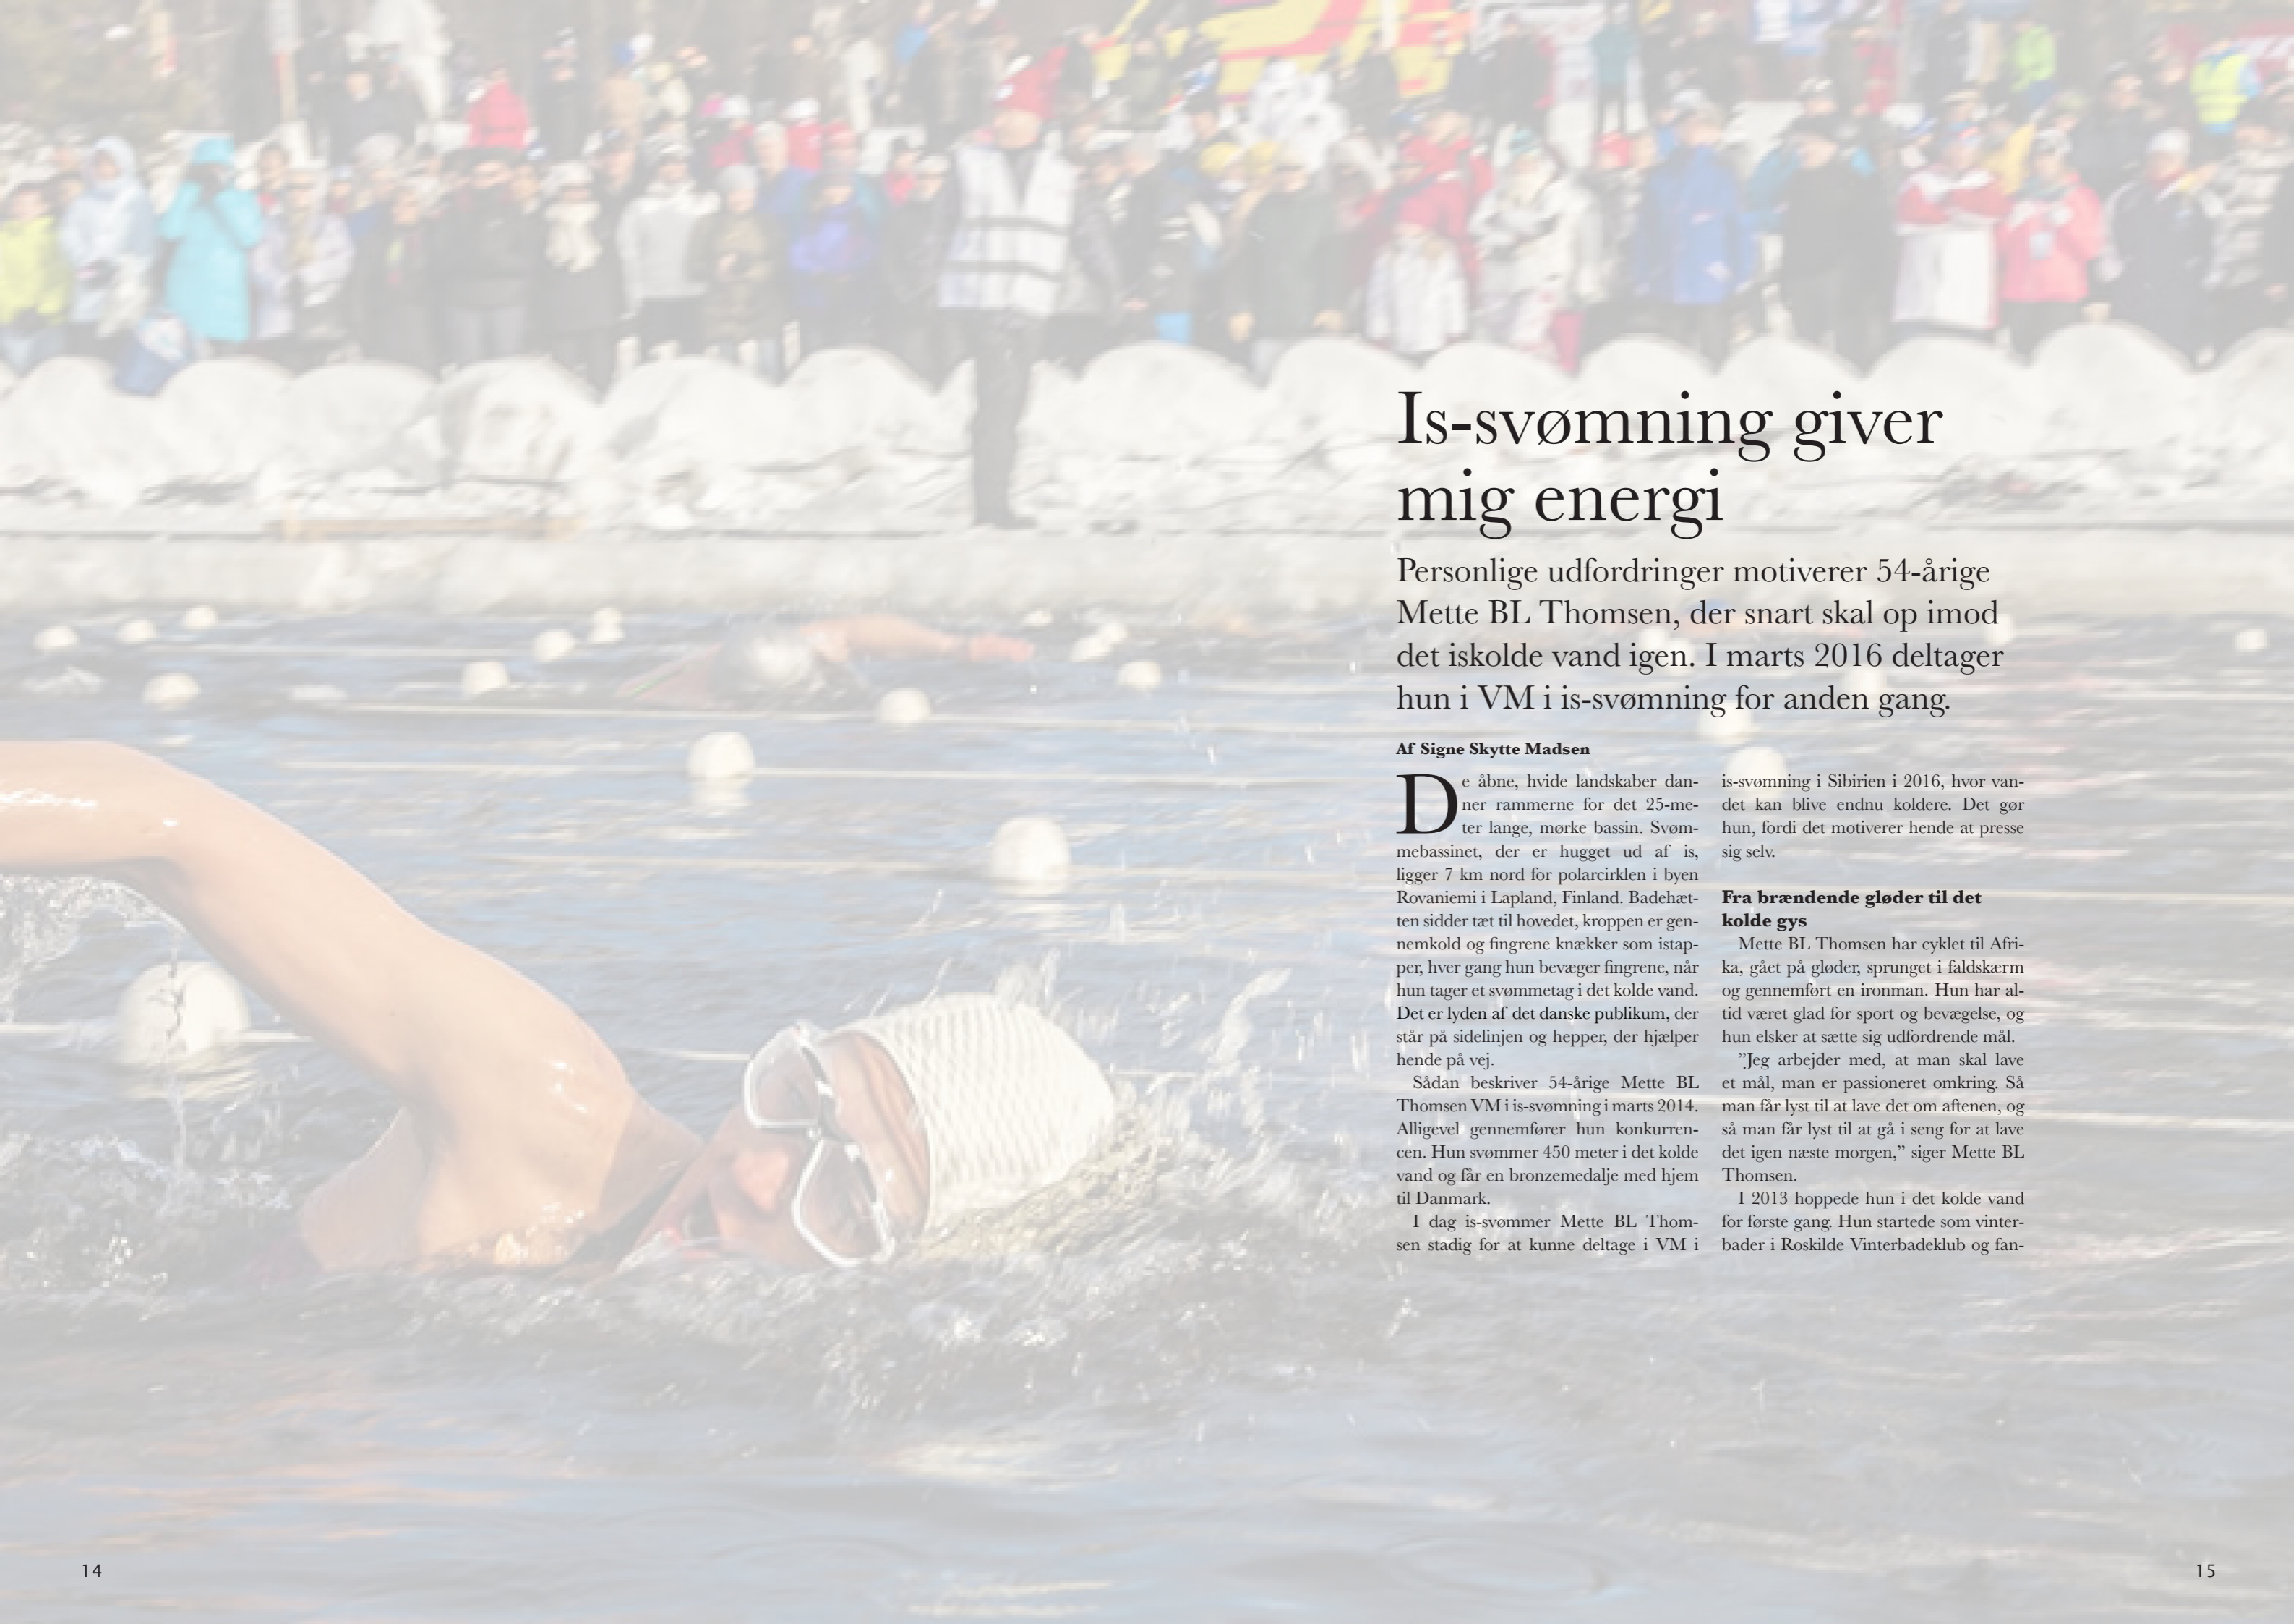 Is-svømning giver
mig energi
Personlige udfordringer motiverer 54-årige
Mette BL Thomsen, der snart skal op imod
det iskolde vand igen. I marts 2016 deltager
hun i VM i is-svømning for anden gang.
Af Signe Skytte Madsen
De åbne, hvide landskaber dan-
ner rammerne for det 25-me-
ter lange, mørke bassin. Svøm-
mebassinet, der er hugget ud af is,
ligger 7 km nord for polarcirklen i byen
Rovaniemi i Lapland, Finland. Badehæt-
ten sidder tæt til hovedet, kroppen er gen-
nemkold og fingrene knækker som istap-
per, hver gang hun bevæger fingrene, når
hun tager et svømmetag i det kolde vand.
Det er lyden af det danske publikum, der
står på sidelinjen og hepper, der hjælper
hende på vej.
Sådan beskriver 54-årige Mette BL
Thomsen VM i is-svømning i marts 2014.
Alligevel gennemfører hun konkurren-
cen. Hun svømmer 450 meter i det kolde
vand og får en bronzemedalje med hjem
til Danmark.
I dag is-svømmer Mette BL Thom-
sen stadig for at kunne deltage i VM i
is-svømning i Sibirien i 2016, hvor van-
det kan blive endnu koldere. Det gør
hun, fordi det motiverer hende at presse
sig selv.
Fra brændende gløder til det
kolde gys
Mette BL Thomsen har cyklet til Afri-
ka, gået på gløder, sprunget i faldskærm
og gennemført en ironman. Hun har al-
tid været glad for sport og bevægelse, og
hun elsker at sætte sig udfordrende mål.
”Jeg arbejder med, at man skal lave
et mål, man er passioneret omkring. Så
man får lyst til at lave det om aftenen, og
så man får lyst til at gå i seng for at lave
det igen næste morgen,” siger Mette BL
Thomsen.
I 2013 hoppede hun i det kolde vand
for første gang. Hun startede som vinter-
bader i Roskilde Vinterbadeklub og fan-
14
15